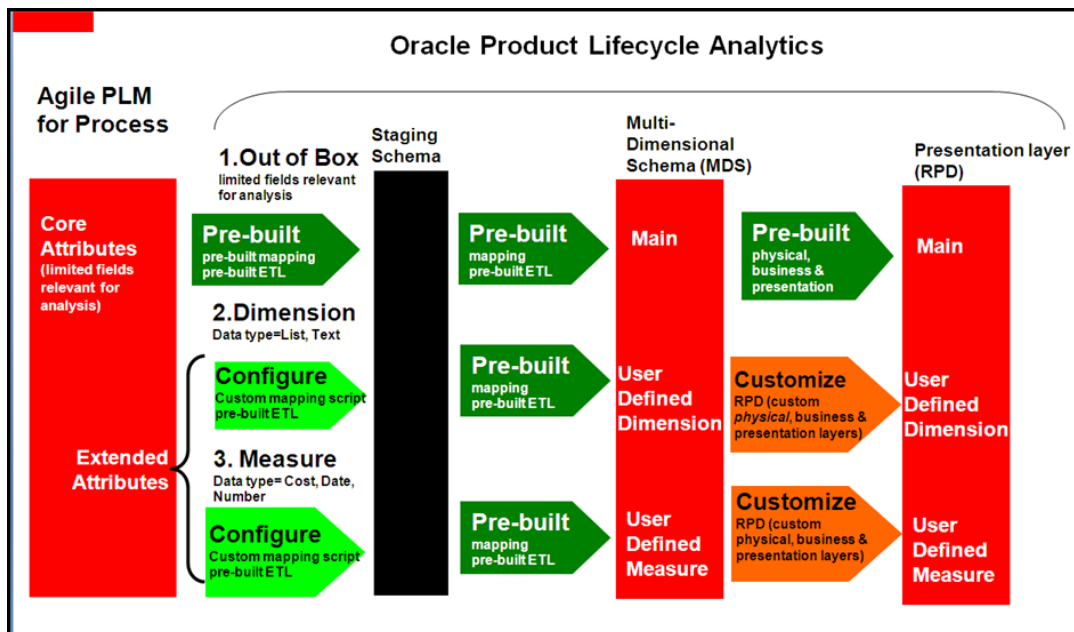 Oracle Product Lifecycle Analytics
Agile PLM
for Process
Core
Attributes
(limited fields
relevant for
analysis)
Extended
Attributes
1.Out of Box
limited fields relevant
for analysis
Pre-built
pre-built mapping
pre-built ETL
2.Dimension
Data type=List, Text
Configure
Custom mapping script
pre-built ETL
3. Measure
Data type= Cost, Date,
Number
Configure
Custom mapping script
pre-built ETL
Staging
Schema
Pre-built
mapping
pre-built ETL
Pre-built
mapping
pre-built ETL
Pre-built
mapping
pre-built ETL
Multi-
Dimensional
Schema (MDS)
Main
User
Defined
Dimension
User
Defined
Measure
Pre-built
physical,
business &
presentation
Customize
RPD (custom
physical, business &
presentation layers)
Customize
RPD (custom
physical, business &
presentation layers)
Presentation layer
(RPD)
Main
User
Defined
Dimension
User
Defined
Measure